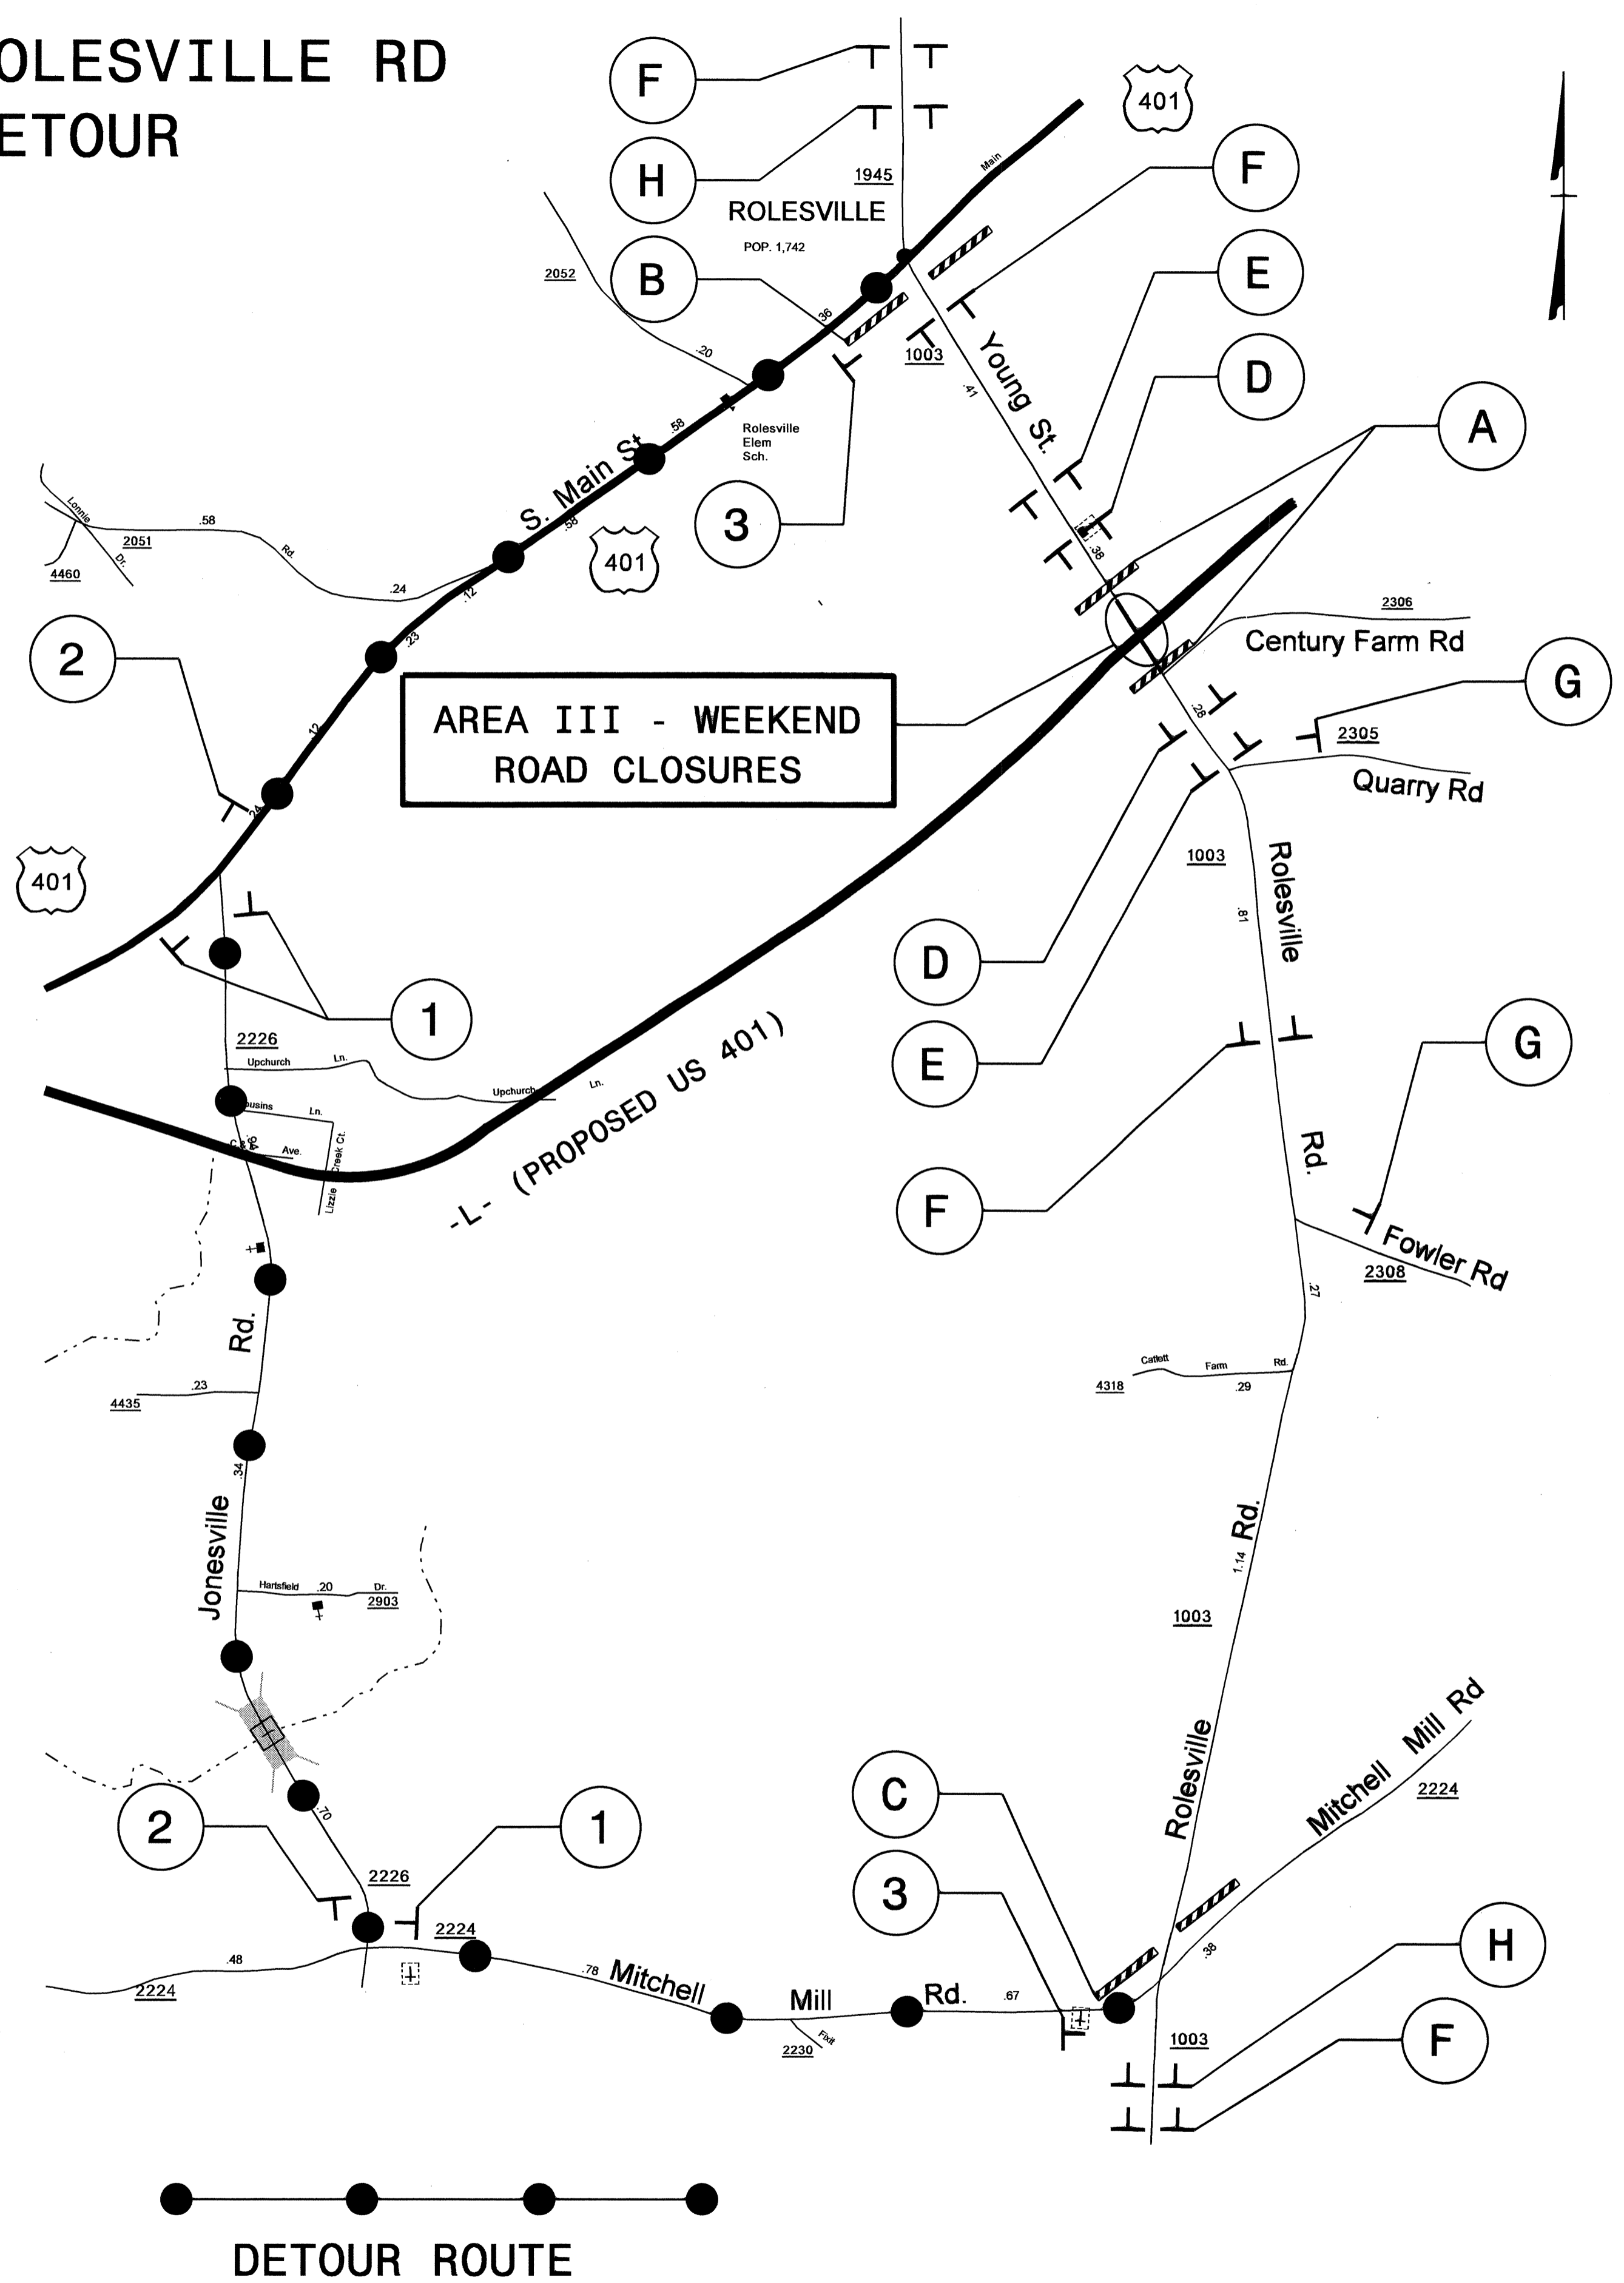 OLESVILLE RD
ETOUR
F
401
H
1945
Main
F
ROLESVILLE
POP. 1,742
B
2052
.36
.20
1003
Young St.
.41
E
D
A
.58
Rolesville
Elem
Sch.
S. Main St
.58
3
401
Lonnie
Dr.
.58
2051
4460
Rd.
.24
.12
.38
2306
Century Farm Rd
2
.23
.12
.24
AREA III - WEEKEND
ROAD CLOSURES
.28
G
2305
Quarry Rd
401
1003
Rolesville
.81
D
1
2226
Upchurch
Ln.
Upchurch
Ln.
-L- (PROPOSED US 401)
E
G
ousins
Ln.
Ave.
Lizzie
Creek Ct.
Rd.
F
Fowler Rd
2308
.27
Rd.
.23
4435
Catlett
Farm
Rd.
4318
.29
.34
Jonesville
Rd.
1.14
Hartsfield
.20
Dr.
2903
1003
Rolesville
Mitchell Mill Rd
2224
C
2
.70
1
3
2226
2224
.48
2224
.78
Mitchell
Mill
Rd.
.67
.38
H
Fixit
2230
1003
F
DETOUR ROUTE